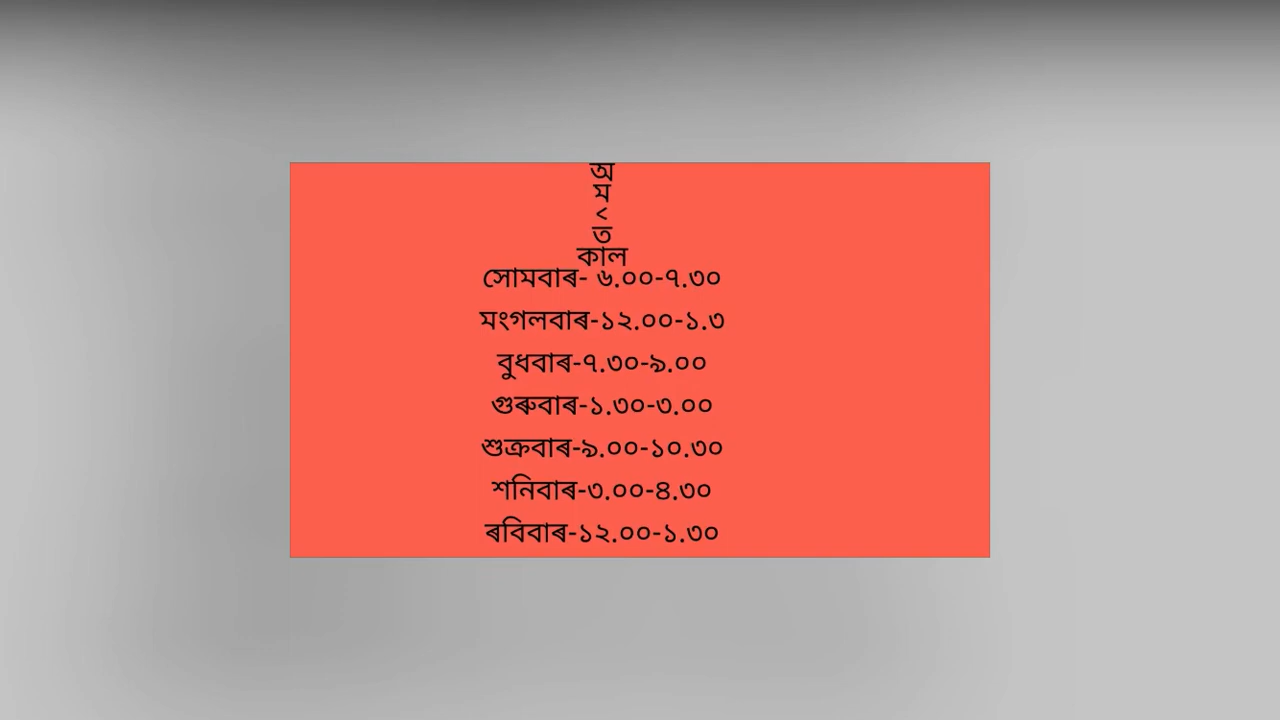 অ
ম
ৃ
ত
কাল
সোমবাৰ- ৬.০০-৭.৩০
মংগলবাৰ-১২.০০-১.৩
বুধবাৰ-৭.৩০-৯.০০
গুৰুবাৰ-১.৩০-৩.০০
শুক্রবাৰ-৯.০০-১০.৩০
শনিবাৰ-৩.০০-৪.৩০
ৰবিবাৰ-১২.০০-১.৩০